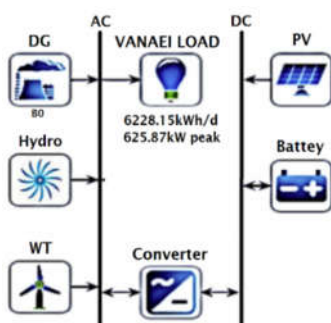 AC
DC
DG
VANAEI LOAD
PV
80
6228.15kWh/d
625.87kW peak
Hydro
Battey
WT
Converter